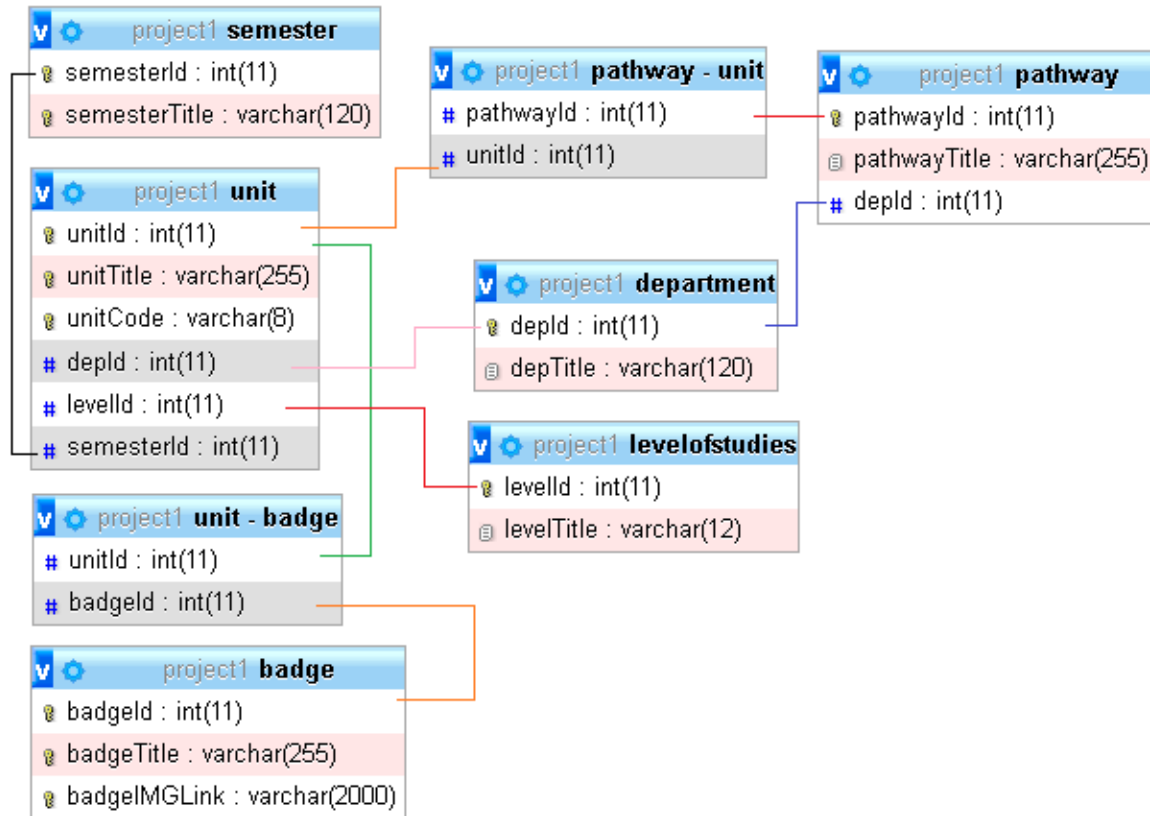 project1 semester
semesterId : int(11)
semesterTitle : varchar(120)
project1 unit
unitId : int(11)
unitTitle : varchar(255)
unitCode : varchar(8)
# depId : int(11)
# levelId : int(11)
# semesterId : int(11)
project1 unit - badge
# unitId : int(11)
# badgeId : int(11)
project1 badge
badgeId : int(11)
badgeTitle : varchar(255)
badgeIMGLink : varchar(2000)
project1 pathway - unit
# pathwayId : int(11)
# unitId : int(11)
project1 department
depId : int(11)
depTitle : varchar(120)
project1 levelofstudies
levelId : int(11)
levelTitle : varchar(12)
project1 pathway
pathwayId : int(11)
pathwayTitle : varchar(255)
# depId : int(11)